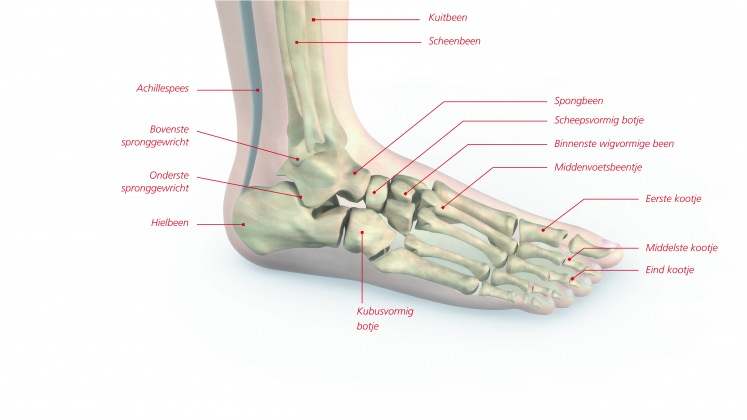 Kuitbeen
Scheenbeen
Achillespees
Spongbeen
Scheepsvormig botje
Bovenste
spronggewricht
Binnenste wigvormige been
Middenvoetsbeentje
Onderste
spronggewricht
Eerste kootje
Hielbeen
Middelste kootje
Eind kootje
Kubusvormig
botje